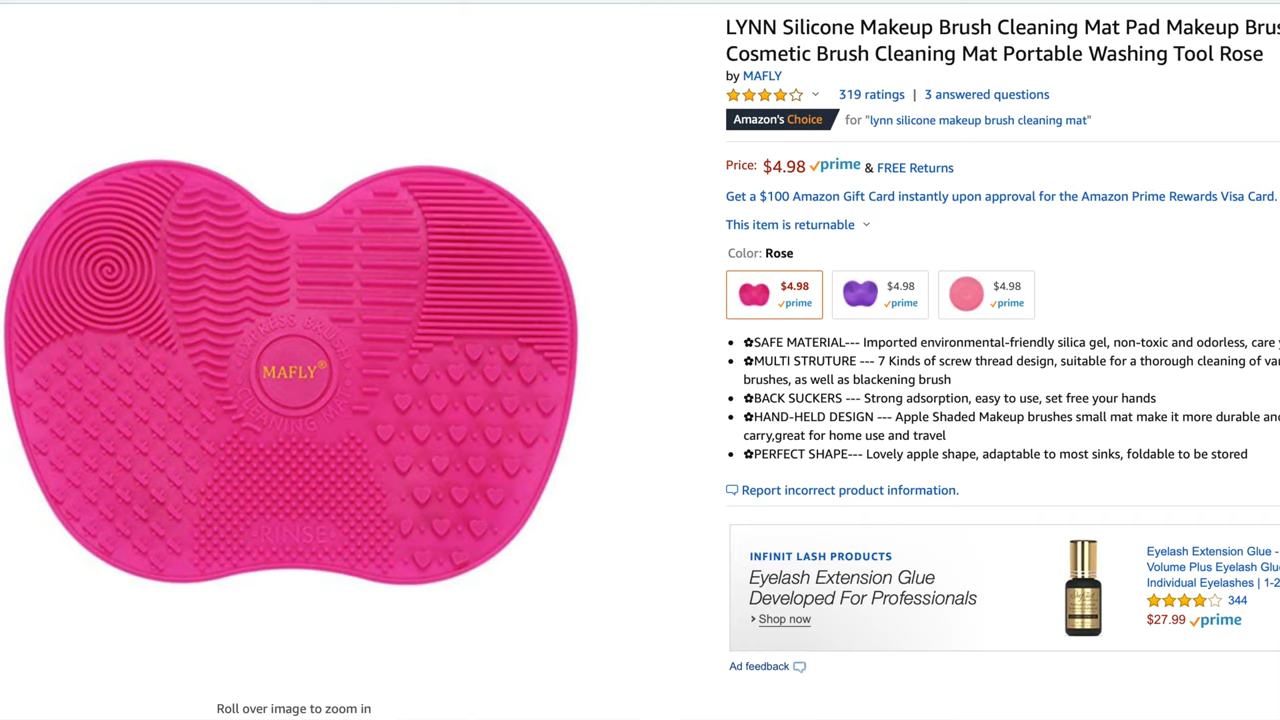 LYNN Silicone Makeup Brush Cleaning Mat Pad Makeup Brus
Cosmetic Brush Cleaning Mat Portable Washing Tool Rose
by MAFLY
319 ratings | 3 answered questions
Amazon's Choice for "lynn silicone makeup brush cleaning mat"
Price: $4.98 prime & FREE Returns
Get a $100 Amazon Gift Card instantly upon approval for the Amazon Prime Rewards Visa Card.
This item is returnable
Color: Rose
$4.98 $4.98 $4.98
prime prime prime
✿SAFE MATERIAL--- Imported environmental-friendly silica gel, non-toxic and odorless, care
✿MULTI STRUTURE --- 7 Kinds of screw thread design, suitable for a thorough cleaning of va
brushes, as well as blackening brush
✿BACK SUCKERS --- Strong adsorption, easy to use, set free your hands
✿HAND-HELD DESIGN --- Apple Shaded Makeup brushes small mat make it more durable and
carry,great for home use and travel
✿PERFECT SHAPE--- Lovely apple shape, adaptable to most sinks, foldable to be stored
Report incorrect product information.
INFINIT LASH PRODUCTS
Eyelash Extension Glue
Developed For Professionals
Shop now
Eyelash Extension Glue -
Volume Plus Eyelash Glu
Individual Eyelashes | 1-2
344
$27.99 prime
Ad feedback
EXPRESS BRUSH
MAFLY®
CLEANING MAT
RINSE
Roll over image to zoom in